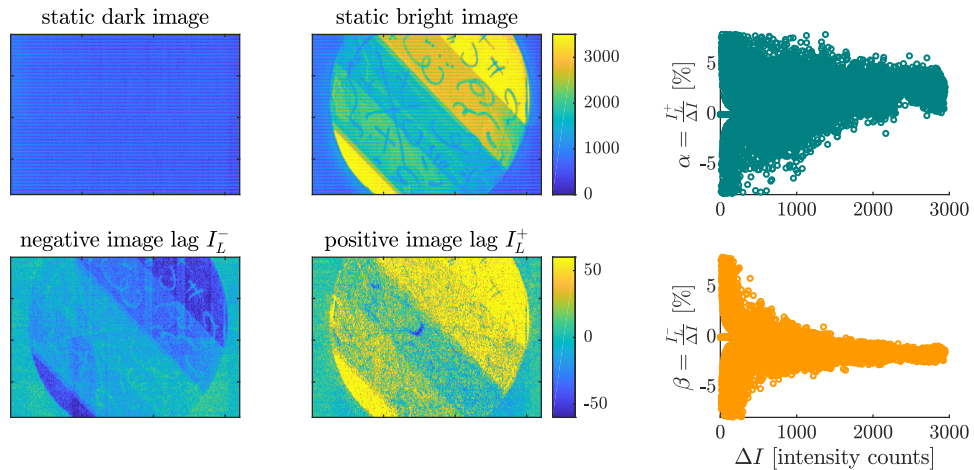 static dark image
static bright image
3000
2000
1000
0
α = I_L^+ / ΔI [%]
5
0
-5
0 1000 2000 3000
negative image lag I_L^-
positive image lag I_L^+
50
0
-50
β = I_L^- / ΔI [%]
5
0
-5
0 1000 2000 3000
ΔI [intensity counts]